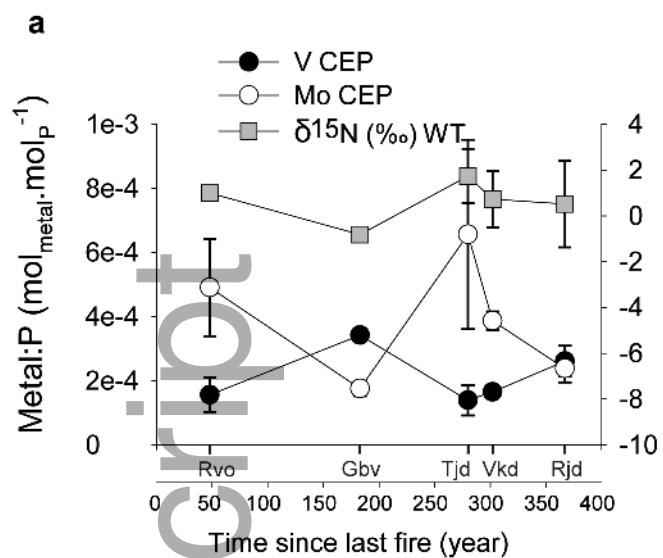 a
V CEP
Mo CEP
δ15N (‰) WT
1e-3
8e-4
6e-4
4e-4
2e-4
0
Metal:P (molmetal.molP-1)
4
2
0
-2
-4
-6
-8
-10
Rvo Gbv Tjd Vkd Rjd
0 50 100 150 200 250 300 350 400
Time since last fire (year)
cript